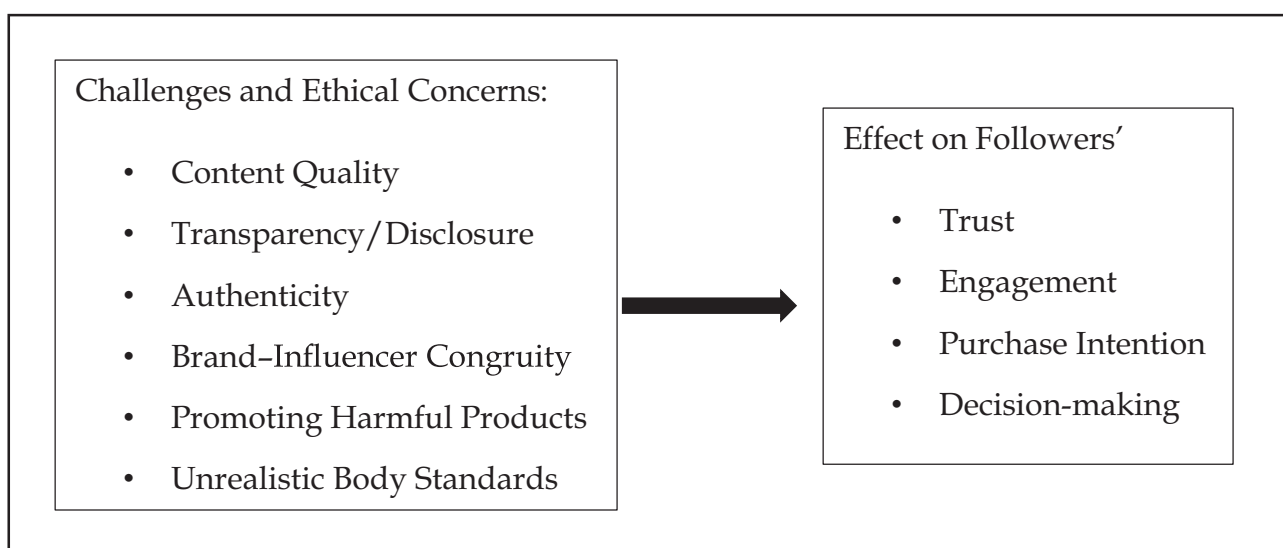 Challenges and Ethical Concerns:
• Content Quality
• Transparency/Disclosure
• Authenticity
• Brand–Influencer Congruity
• Promoting Harmful Products
• Unrealistic Body Standards
Effect on Followers’
• Trust
• Engagement
• Purchase Intention
• Decision-making